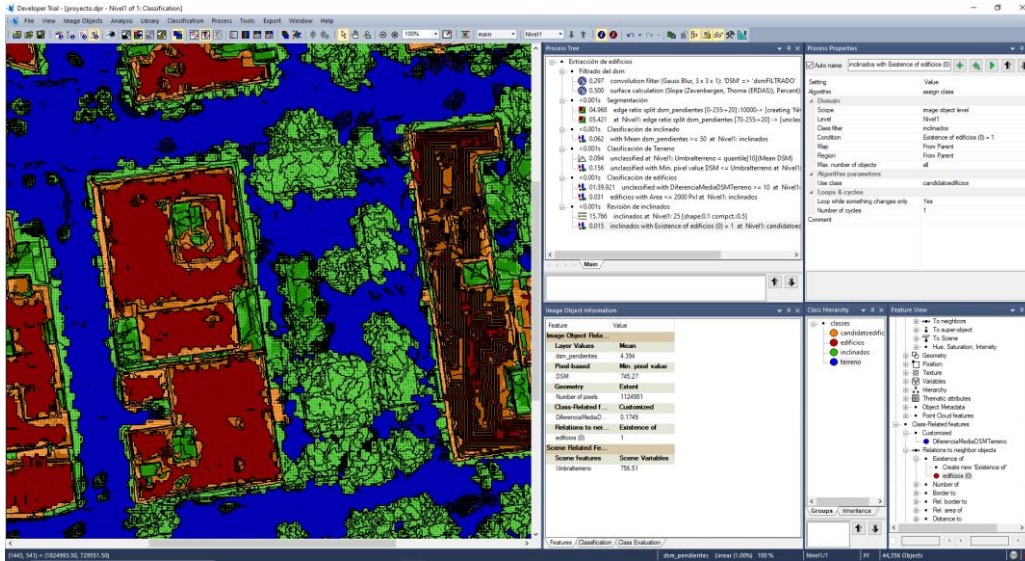 Developer Trial - [proyecto.dpr - Nivel1 of 1: Classification]
File View Image Objects Analysis Library Classification Process Tools Export Window Help
100% main Nivel1
Process Tree
Extracción de edificios
Filtrado del dsm
0.297 convolution filter (Gauss Blur, 3 x 3 x 1): 'DSM' => 'dsmFILTRADO'
0.500 surface calculation (Slope (Zevenbergen, Thorne (ERDAS)), Percent)
<0.001s Segmentación
04.968 edge ratio split dsm_pendientes [0-255:+20] :10000-> [creating 'Ni
05.421 at Nivel1: edge ratio split dsm_pendientes [70-255:+20] -> [unclas
<0.001s Clasificación de inclinado
0.062 with Mean dsm_pendientes >= 50 at Nivel1: inclinados
<0.001s Clasificación de Terreno
0.094 unclassified at Nivel1: Umbralterreno = quantile[10](Mean DSM)
0.156 unclassified with Min. pixel value DSM <= Umbralterreno at Nivel1:
<0.001s Clasificación de edificios
01:39.921 unclassified with DiferenciaMediaDSMTerreno >= 10 at Nivel1:
0.031 edificios with Area <= 2000 Pxl at Nivel1: inclinados
<0.001s Revisión de inclinados
15.766 inclinados at Nivel1: 25 [shape:0.1 compct.:0.5]
0.015 inclinados with Existence of edificios (0) = 1 at Nivel1: candidatoed
Main
Process Properties
Auto name inclinados with Existence of edificios (0)
Setting Value
Algorithm assign class
Domain
Scope image object level
Level Nivel1
Class filter inclinados
Condition Existence of edificios (0) = 1
Map From Parent
Region From Parent
Max. number of objects all
Algorithm parameters
Use class candidatoedificios
Loops & cycles
Loop while something changes only Yes
Number of cycles 1
Comment
Image Object Information
Feature Value
Image Object Rela...
Layer Values Mean
dsm_pendientes 4.394
Pixel-based Min. pixel value
DSM 745.27
Geometry Extent
Number of pixels 1124981
Class-Related f... Customized
DiferenciaMediaD... 0.1749
Relations to nei... Existence of
edificios (0) 1
Scene Related Fe...
Scene features Scene Variables
Umbralterreno 756.51
Features Classification Class Evaluation
Class Hierarchy
classes
candidatoedific
edificios
inclinados
terreno
Groups Inheritance
Feature View
To neighbors
To super-object
To Scene
Hue, Saturation, Intensity
Geometry
Position
Texture
Variables
Hierarchy
Thematic attributes
Object Metadata
Point Cloud features
Class-Related features
Customized
DiferenciaMediaDSMTerreno
Relations to neighbor objects
Existence of
Create new 'Existence of'
edificios (0)
Number of
Border to
Rel. border to
Rel. area of
Distance to
(1443, 541) = (1824993.50, 729551.50)
dsm_pendientes Linear (1.00%) 100 % Nivel1/1 XY 44,356 Objects